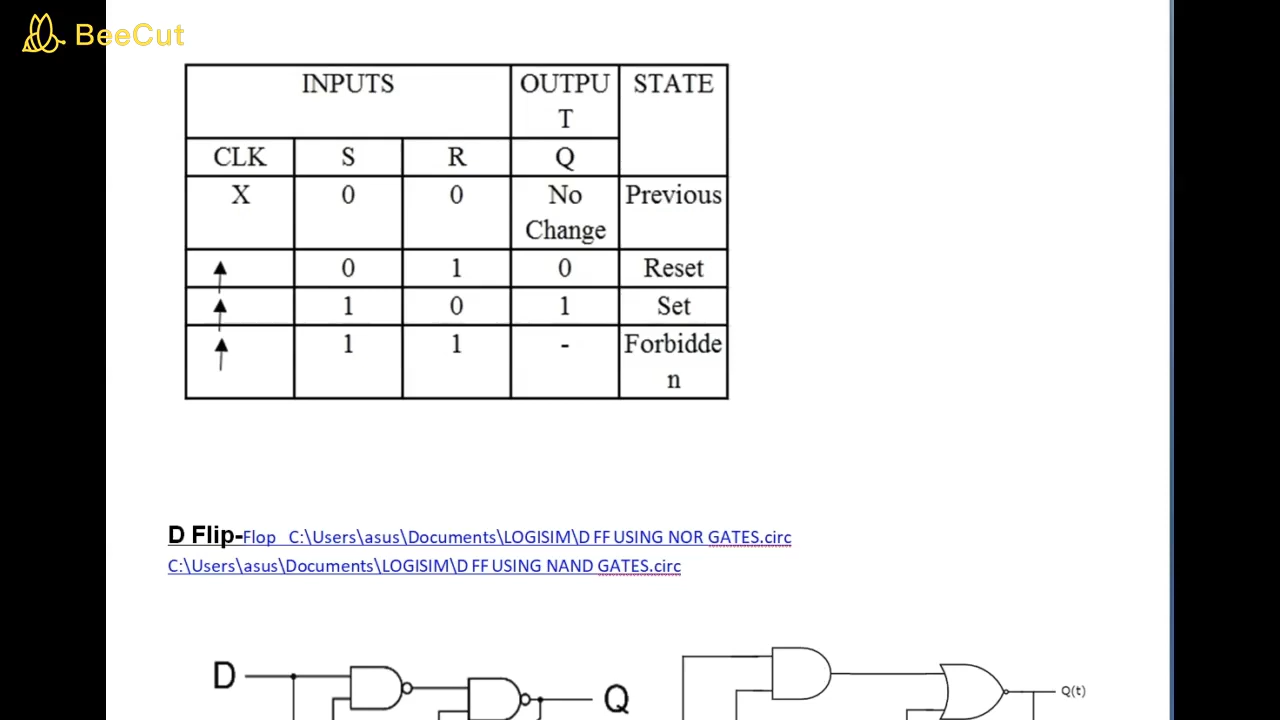 BeeCut
INPUTS OUTPU STATE
T
CLK S R Q
X 0 0 No Previous
Change
0 1 0 Reset
1 0 1 Set
1 1 - Forbidde
n
D Flip-Flop C:\Users\asus\Documents\LOGISIM\D FF USING NOR GATES.circ
C:\Users\asus\Documents\LOGISIM\D FF USING NAND GATES.circ
D
Q
Q(t)